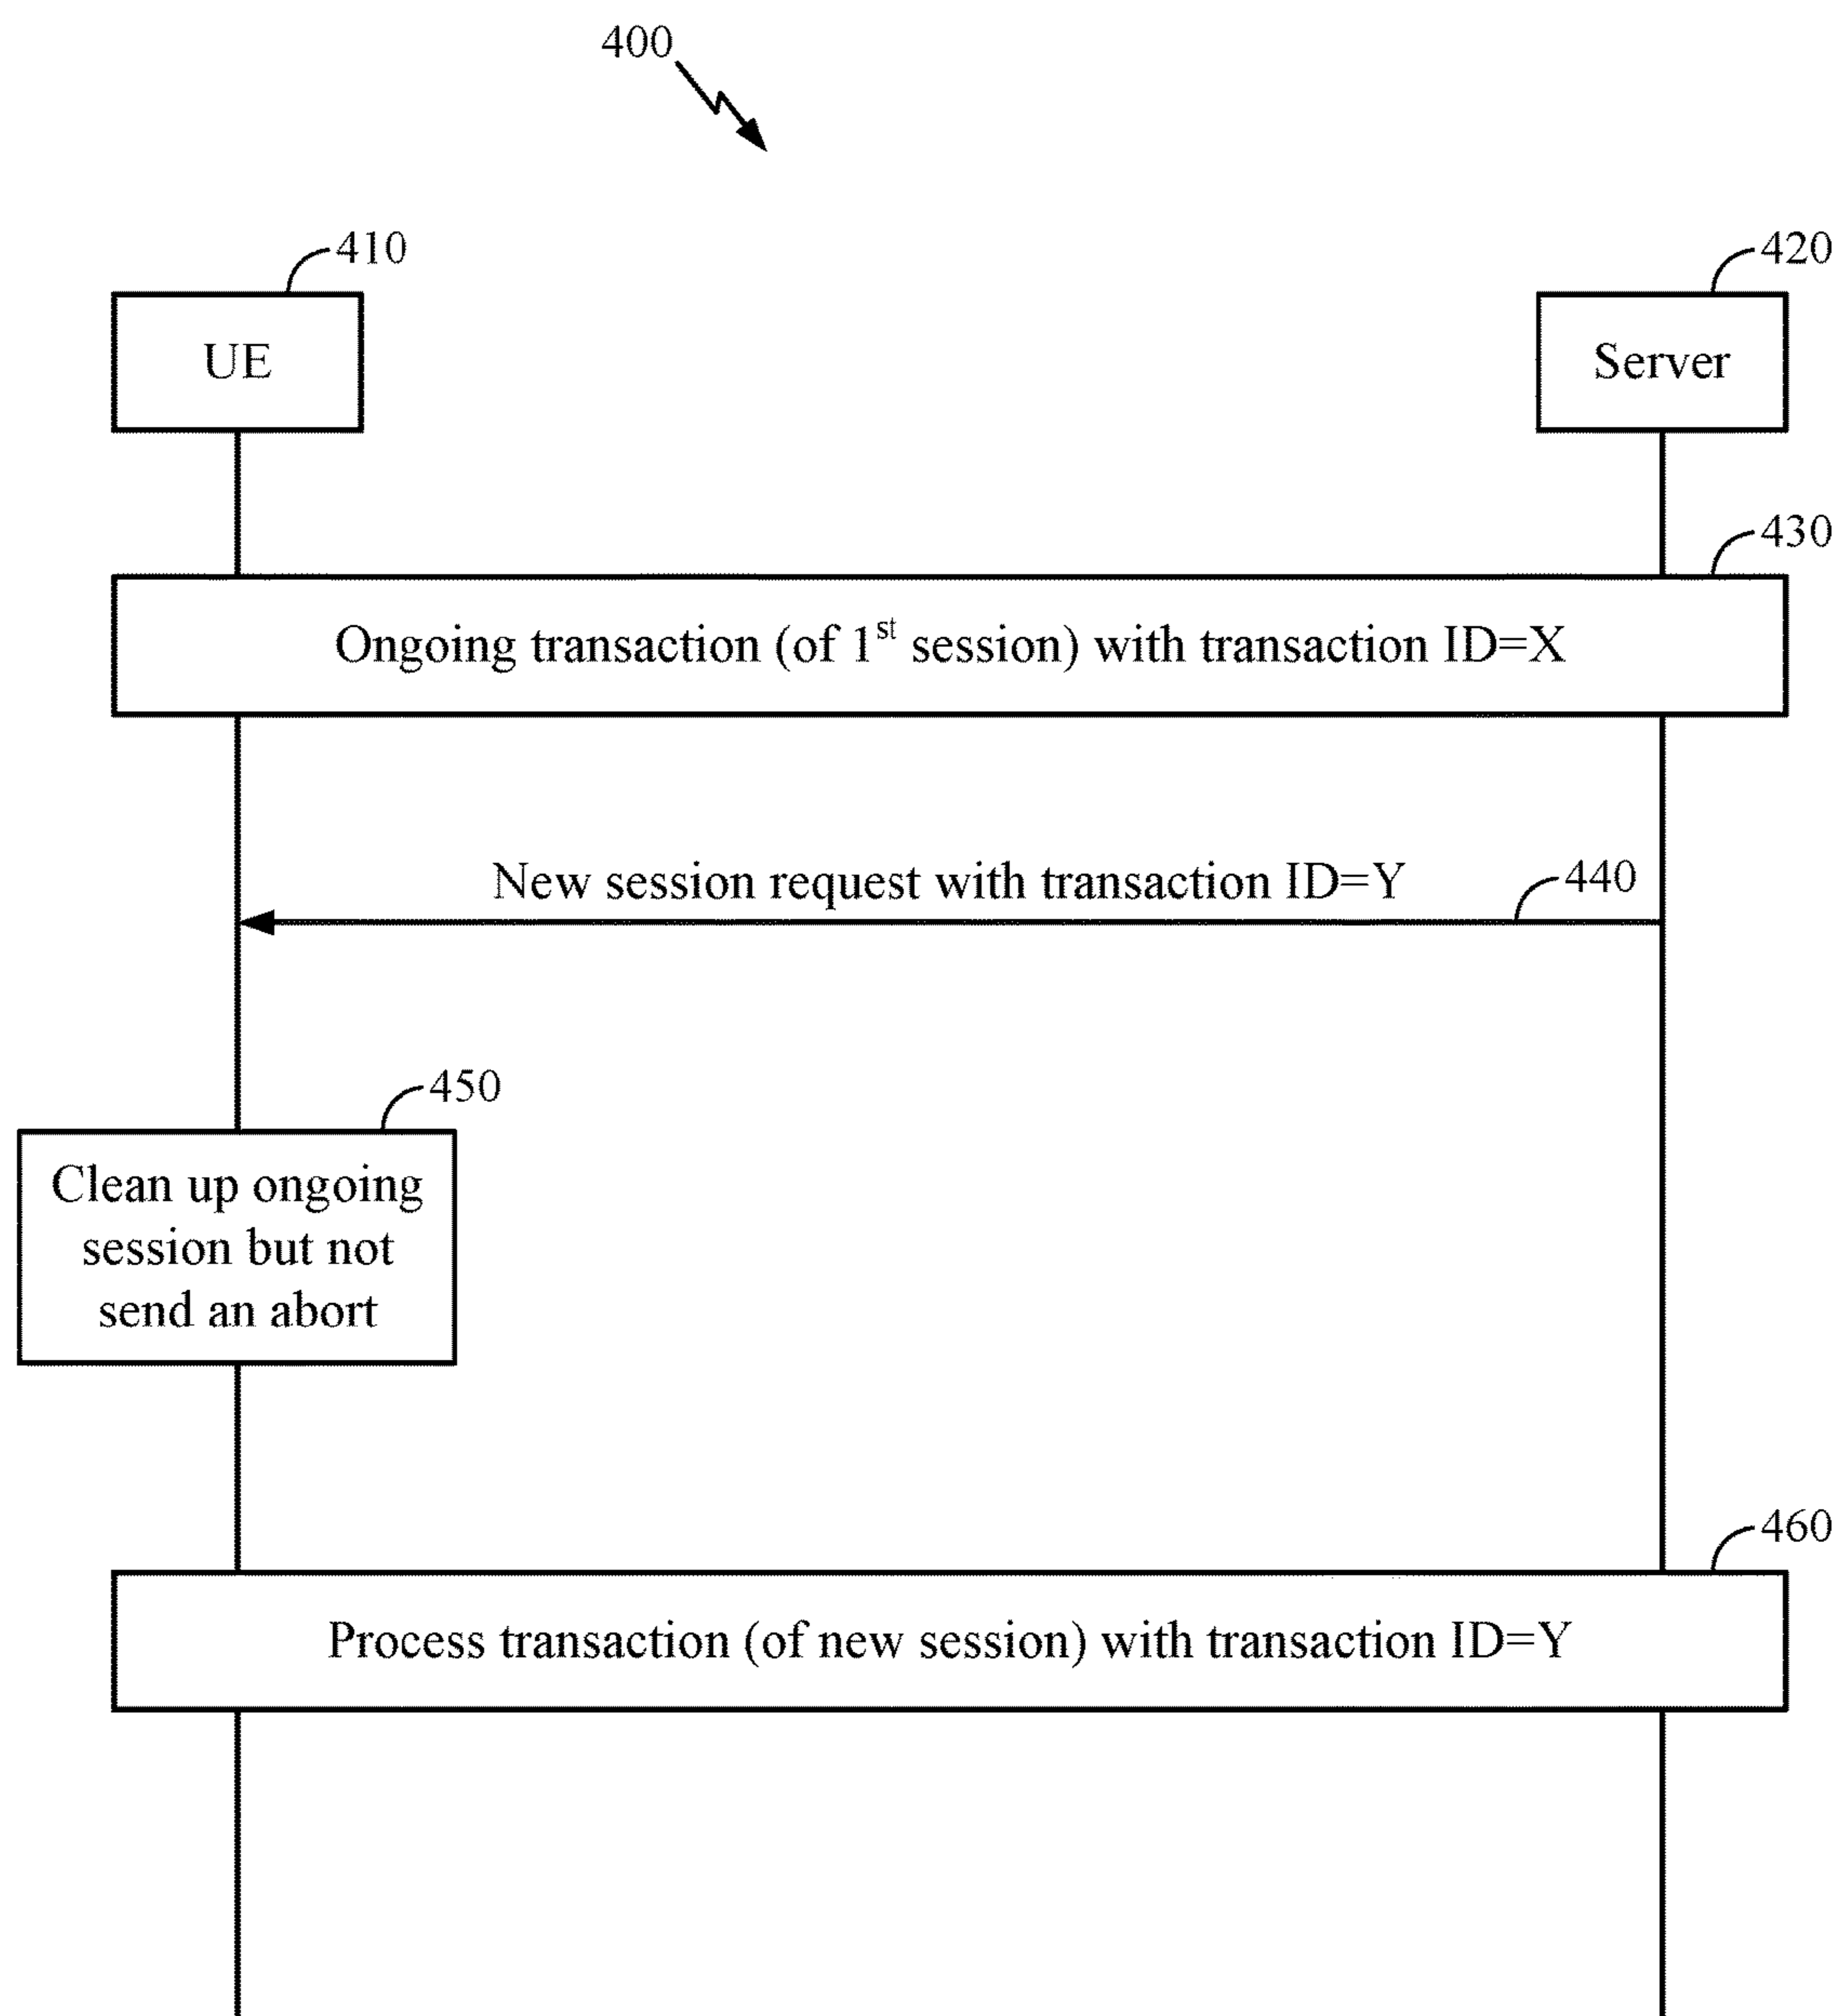 400
410
420
UE
Server
430
Ongoing transaction (of 1st session) with transaction ID=X
New session request with transaction ID=Y
440
450
Clean up ongoing
session but not
send an abort
460
Process transaction (of new session) with transaction ID=Y